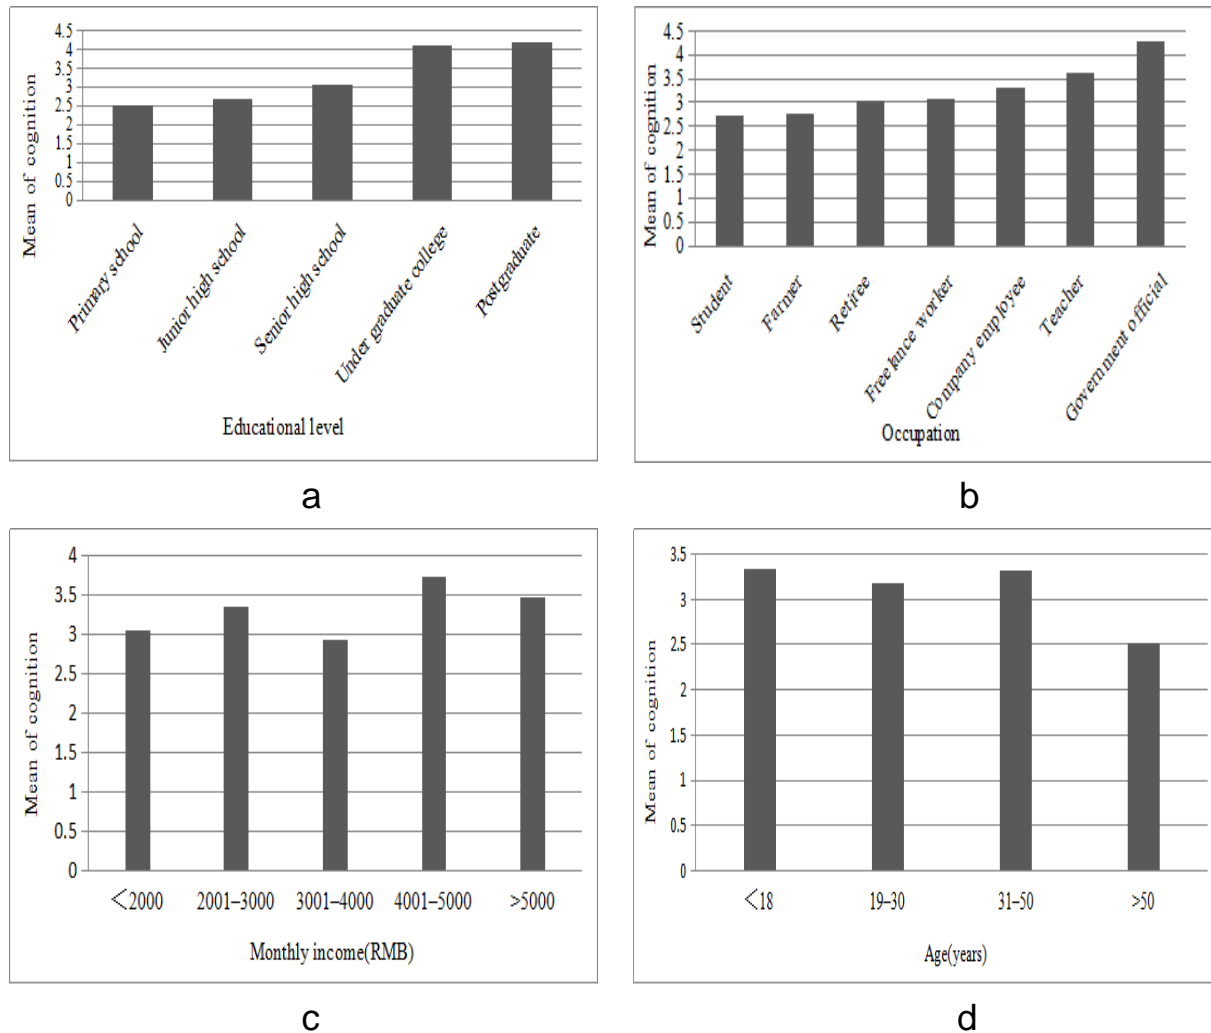 Mean of cognition
4.5
4
3.5
3
2.5
2
1.5
1
0.5
0
Primary school
Junior high school
Senior high school
Under graduate college
Postgraduate
Educational level
a
Mean of cognition
4.5
4
3.5
3
2.5
2
1.5
1
0.5
0
Student
Farmer
Retiree
Freelance worker
Company employee
Teacher
Government official
Occupation
b
Mean of cognition
4
3.5
3
2.5
2
1.5
1
0.5
0
<2000
2001–3000
3001–4000
4001–5000
>5000
Monthly income(RMB)
c
Mean of cognition
3.5
3
2.5
2
1.5
1
0.5
0
<18
19–30
31–50
>50
Age(years)
d